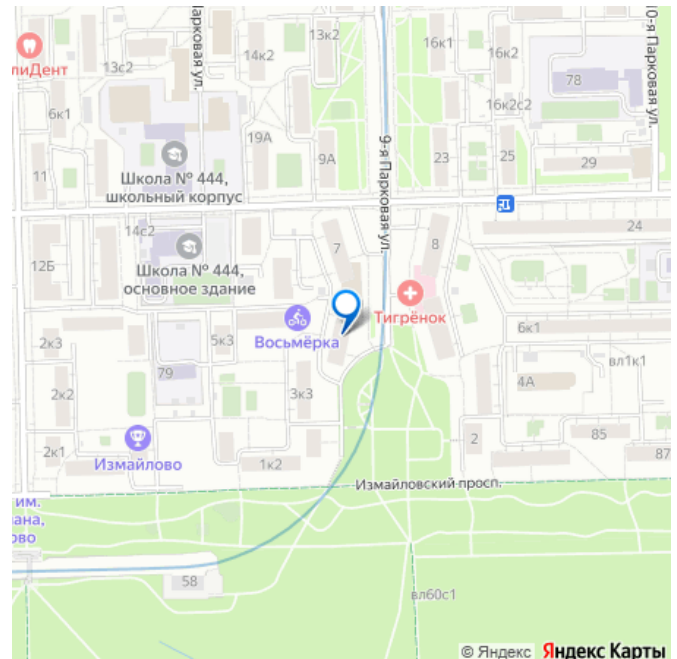 13к2
16к1
14к2
16к2
10-я Парковая ул.
Парковая ул.
лиДент
13с2
78
6к1
16к2с2
19А
9А
23
25
29
11
Школа № 444,
школьный корпус
9-я Парковая ул.
14с2
24
7
8
12Б
Школа № 444,
основное здание
Тигрёнок
Восьмёрка
6к1
2к3
5к3
вл1к1
79
4А
2к2
3к3
2к1
2
85
87
Измайлово
1к2
Измайловский просп.
им.
ана,
ово
58
вл60с1
© Яндекс Яндекс Карты